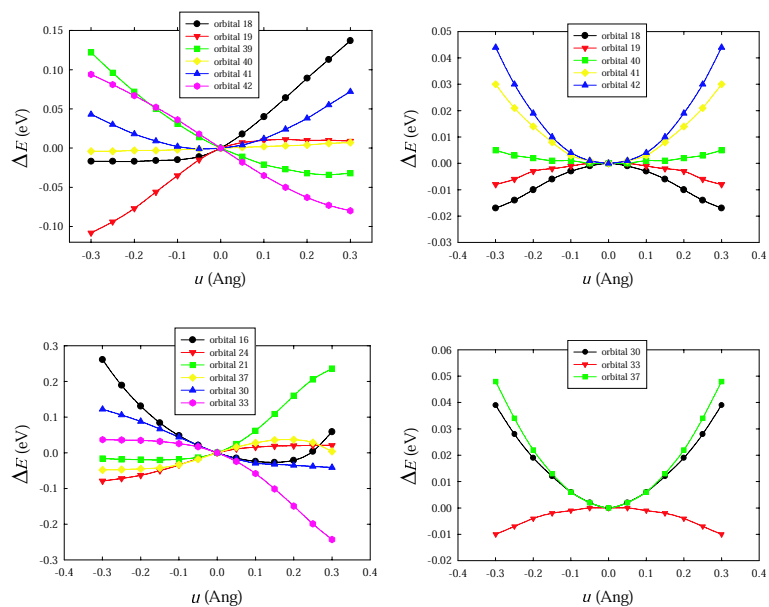 orbital 18
orbital 19
orbital 39
orbital 40
orbital 41
orbital 42
0.15
0.10
0.05
0.00
-0.05
-0.10
ΔE (eV)
-0.3 -0.2 -0.1 -0.0 0.1 0.2 0.3
u (Ang)
orbital 18
orbital 19
orbital 40
orbital 41
orbital 42
0.05
0.04
0.03
0.02
0.01
0.00
-0.01
-0.02
-0.03
ΔE (eV)
-0.4 -0.3 -0.2 -0.1 0.0 0.1 0.2 0.3 0.4
u (Ang)
orbital 16
orbital 24
orbital 21
orbital 37
orbital 30
orbital 33
0.3
0.2
0.1
0.0
-0.1
-0.2
-0.3
ΔE (eV)
-0.4 -0.3 -0.2 -0.1 0.0 0.1 0.2 0.3 0.4
u (Ang)
orbital 30
orbital 33
orbital 37
0.06
0.05
0.04
0.03
0.02
0.01
0.00
-0.01
-0.02
ΔE (eV)
-0.4 -0.3 -0.2 -0.1 0.0 0.1 0.2 0.3 0.4
u (Ang)